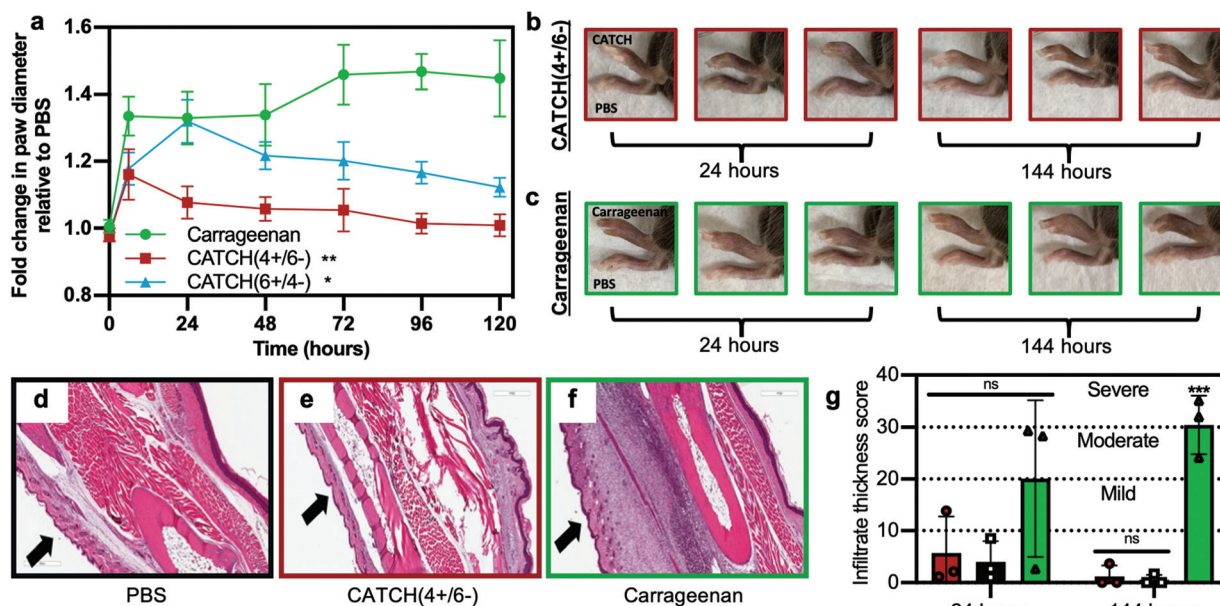 a
1.6
1.4
1.2
1.0
0.8
Fold change in paw diameter
relative to PBS
Carrageenan
CATCH(4+/6-) **
CATCH(6+/4-) *
0 24 48 72 96 120
Time (hours)
b
CATCH(4+/6-)
CATCH
PBS
24 hours
144 hours
c
Carrageenan
Carrageenan
PBS
24 hours
144 hours
d
PBS
e
CATCH(4+/6-)
f
Carrageenan
g
Infiltrate thickness score
40
30
20
10
0
ns
Severe
***
Moderate
Mild
ns